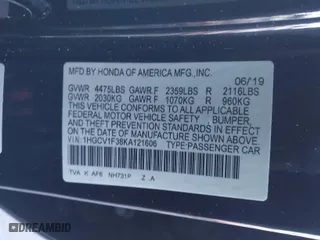 MFD BY HONDA OF AMERICA MFG.,INC.
06/19
GVWR 4475LBS GAWR F 2359LBS R 2116LBS
GVWR 2030KG GAWR F 1070KG R 960KG
THIS VEHICLE CONFORMS TO ALL APPLICABLE
FEDERAL MOTOR VEHICLE SAFETY, BUMPER,
AND THEFT PREVENTION STANDARDS IN EFFECT
ON THE DATE OF MANUFACTURE SHOWN ABOVE.
VIN:1HGCV1F38KA121606 TYPE:PASSENGER CAR
TVA K AF6 NH731P Z .A
DREAMBID